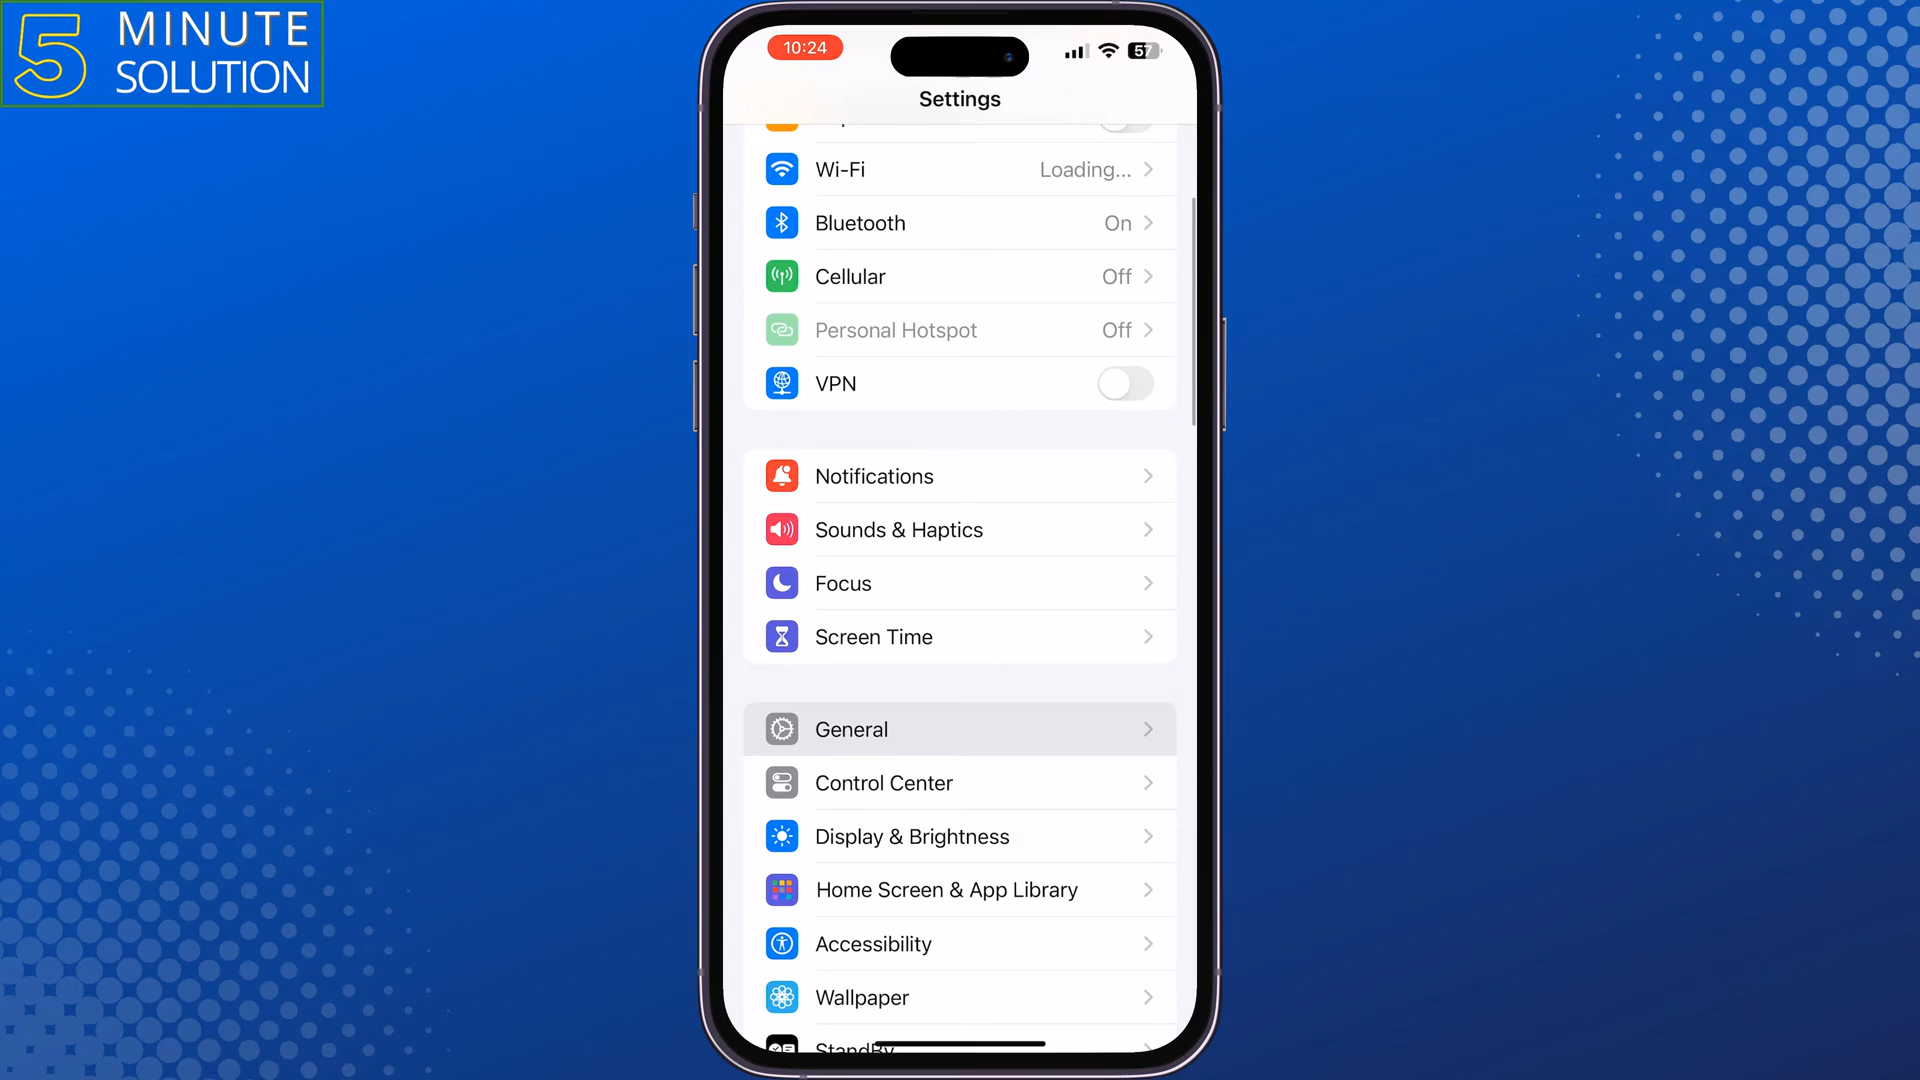 5 MINUTE
SOLUTION
10:24
57
Settings
Wi-Fi Loading...
Bluetooth On
Cellular Off
Personal Hotspot Off
VPN
Notifications
Sounds & Haptics
Focus
Screen Time
General
Control Center
Display & Brightness
Home Screen & App Library
Accessibility
Wallpaper
StandBy